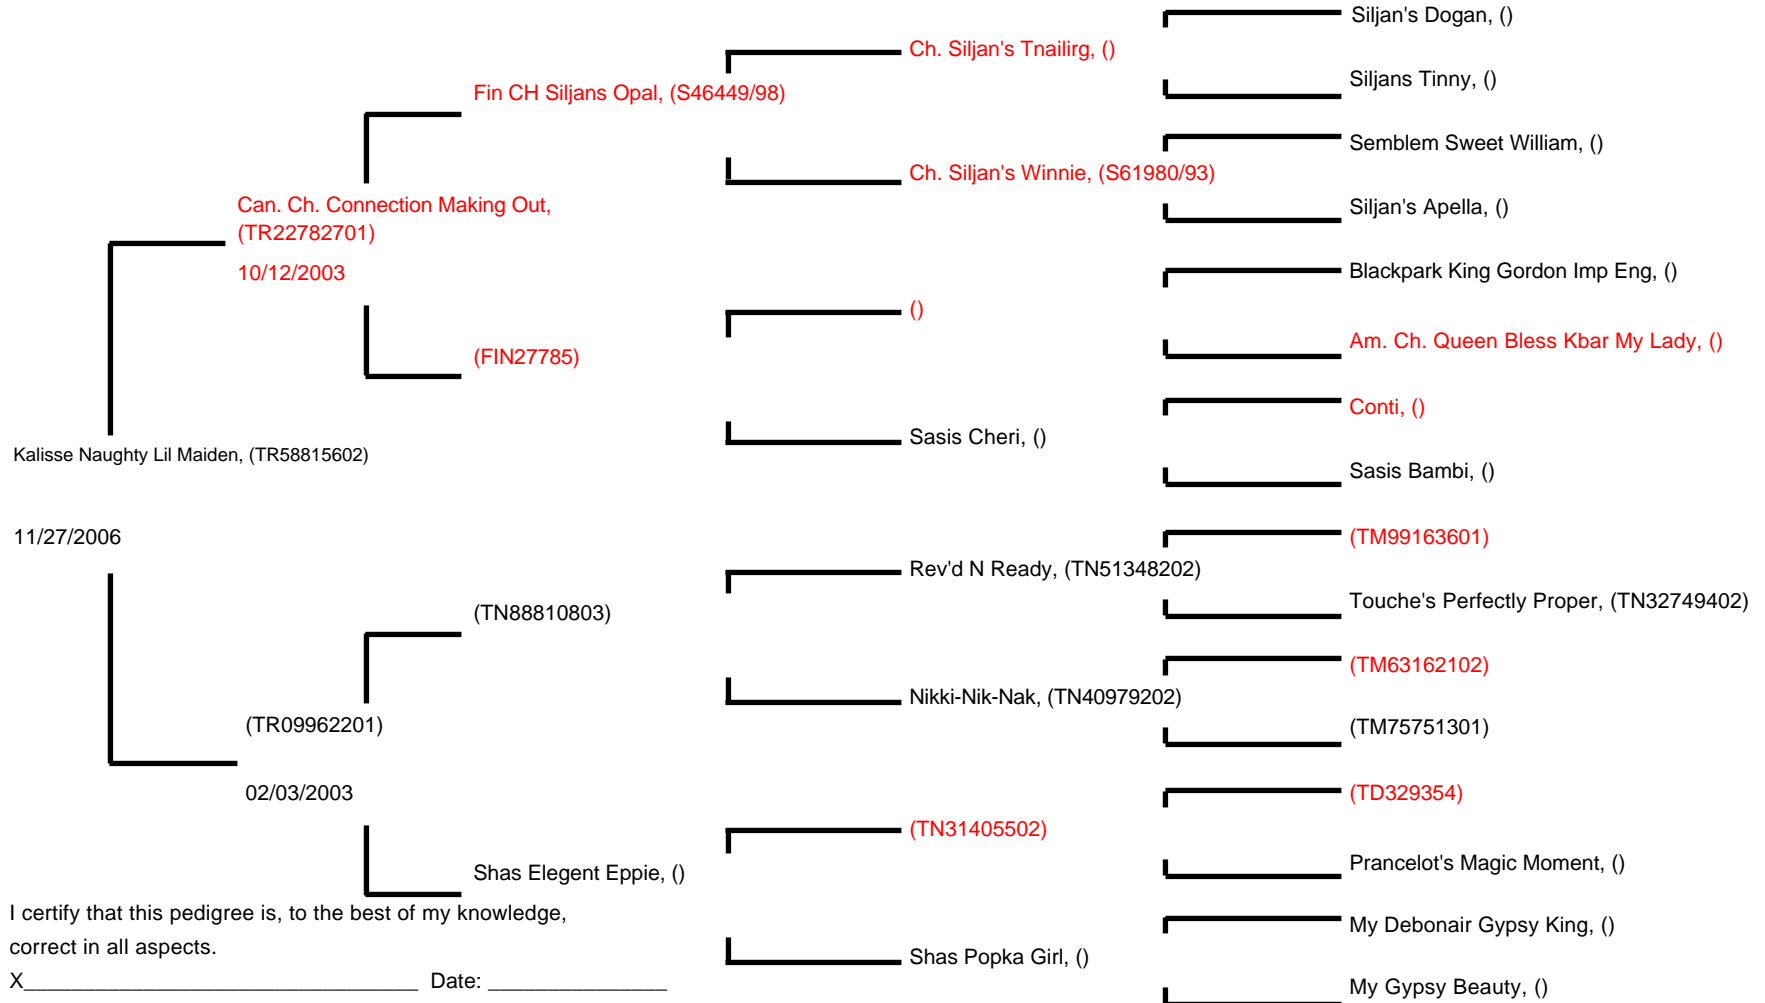 Siljan's Dogan, ()
Ch. Siljan's Tnailirg, ()
Siljans Tinny, ()
Fin CH Siljans Opal, (S46449/98)
Semblem Sweet William, ()
Ch. Siljan's Winnie, (S61980/93)
Can. Ch. Connection Making Out,
(TR22782701)
Siljan's Apella, ()
10/12/2003
Blackpark King Gordon Imp Eng, ()
()
Am. Ch. Queen Bless Kbar My Lady, ()
(FIN27785)
Conti, ()
Sasis Cheri, ()
Kalisse Naughty Lil Maiden, (TR58815602)
Sasis Bambi, ()
11/27/2006
(TM99163601)
Rev'd N Ready, (TN51348202)
Touche's Perfectly Proper, (TN32749402)
(TN88810803)
(TM63162102)
Nikki-Nik-Nak, (TN40979202)
(TR09962201)
(TM75751301)
02/03/2003
(TD329354)
(TN31405502)
Prancelot's Magic Moment, ()
Shas Elegent Eppie, ()
I certify that this pedigree is, to the best of my knowledge,
correct in all aspects.
My Debonair Gypsy King, ()
Shas Popka Girl, ()
X_________________________________ Date: _______________
My Gypsy Beauty, ()